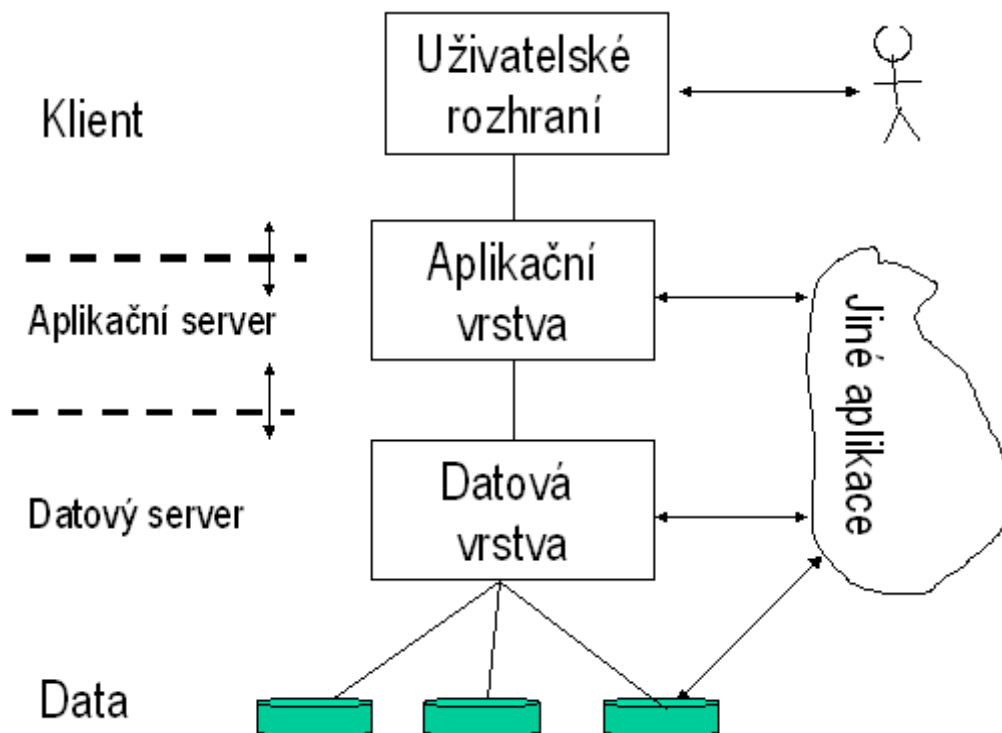 Uživatelské
rozhraní
Klient
Aplikační
vrstva
Aplikační server
Jiné aplikace
Datová
vrstva
Datový server
Data